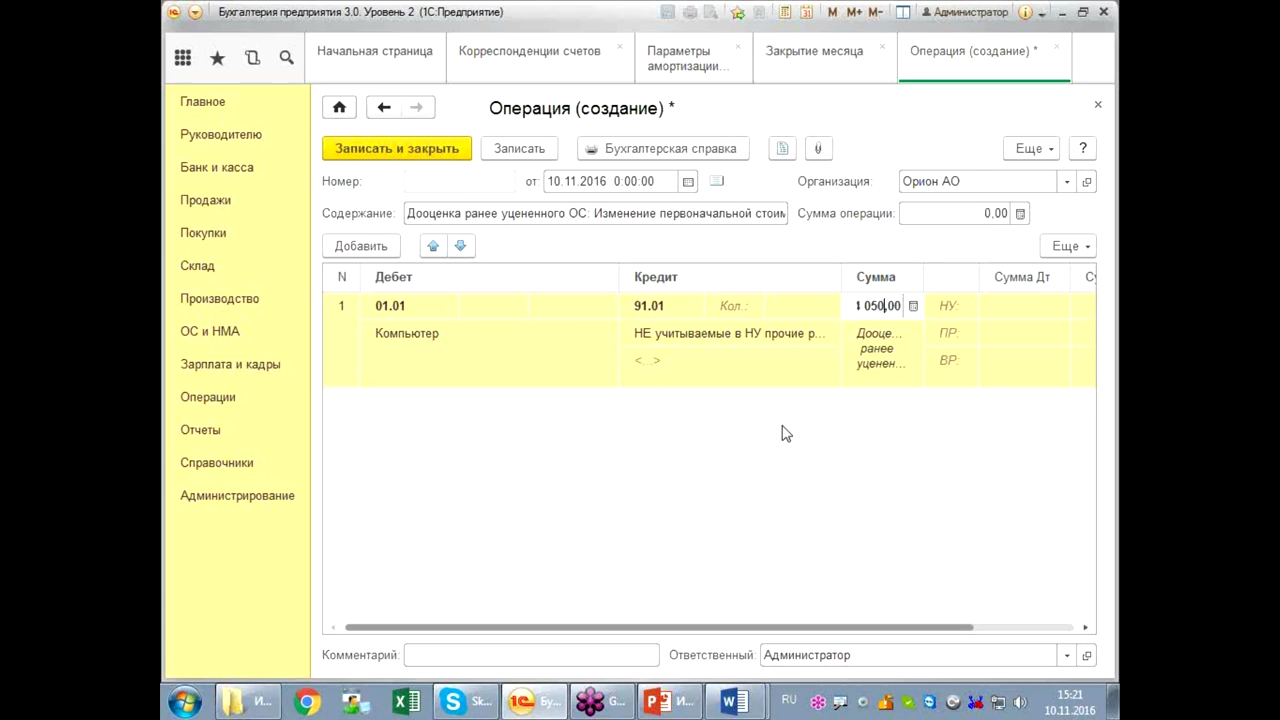 Бухгалтерия предприятия 3.0. Уровень 2 (1С:Предприятие)
M M+ M- Администратор
Начальная страница
Корреспонденции счетов
Параметры
амортизации...
Закрытие месяца
Операция (создание) *
Главное
Руководителю
Банк и касса
Продажи
Покупки
Склад
Производство
ОС и НМА
Зарплата и кадры
Операции
Отчеты
Справочники
Администрирование
Операция (создание) *
Записать и закрыть Записать Бухгалтерская справка Еще ?
Номер: от: 10.11.2016 0:00:00 Организация: Орион АО
Содержание: Дооценка ранее уцененного ОС: Изменение первоначальной стоим Сумма операции: 0,00
Добавить Еще
N Дебет Кредит Сумма Сумма Дт
1 01.01 91.01 Кол.: 050,00 НУ:
Компьютер НЕ учитываемые в НУ прочие р... Дооце... ПР:
ранее
<...> уценен... ВР:
Комментарий: Ответственный: Администратор
И... Sk... Бу... G... И... RU 15:21
10.11.2016